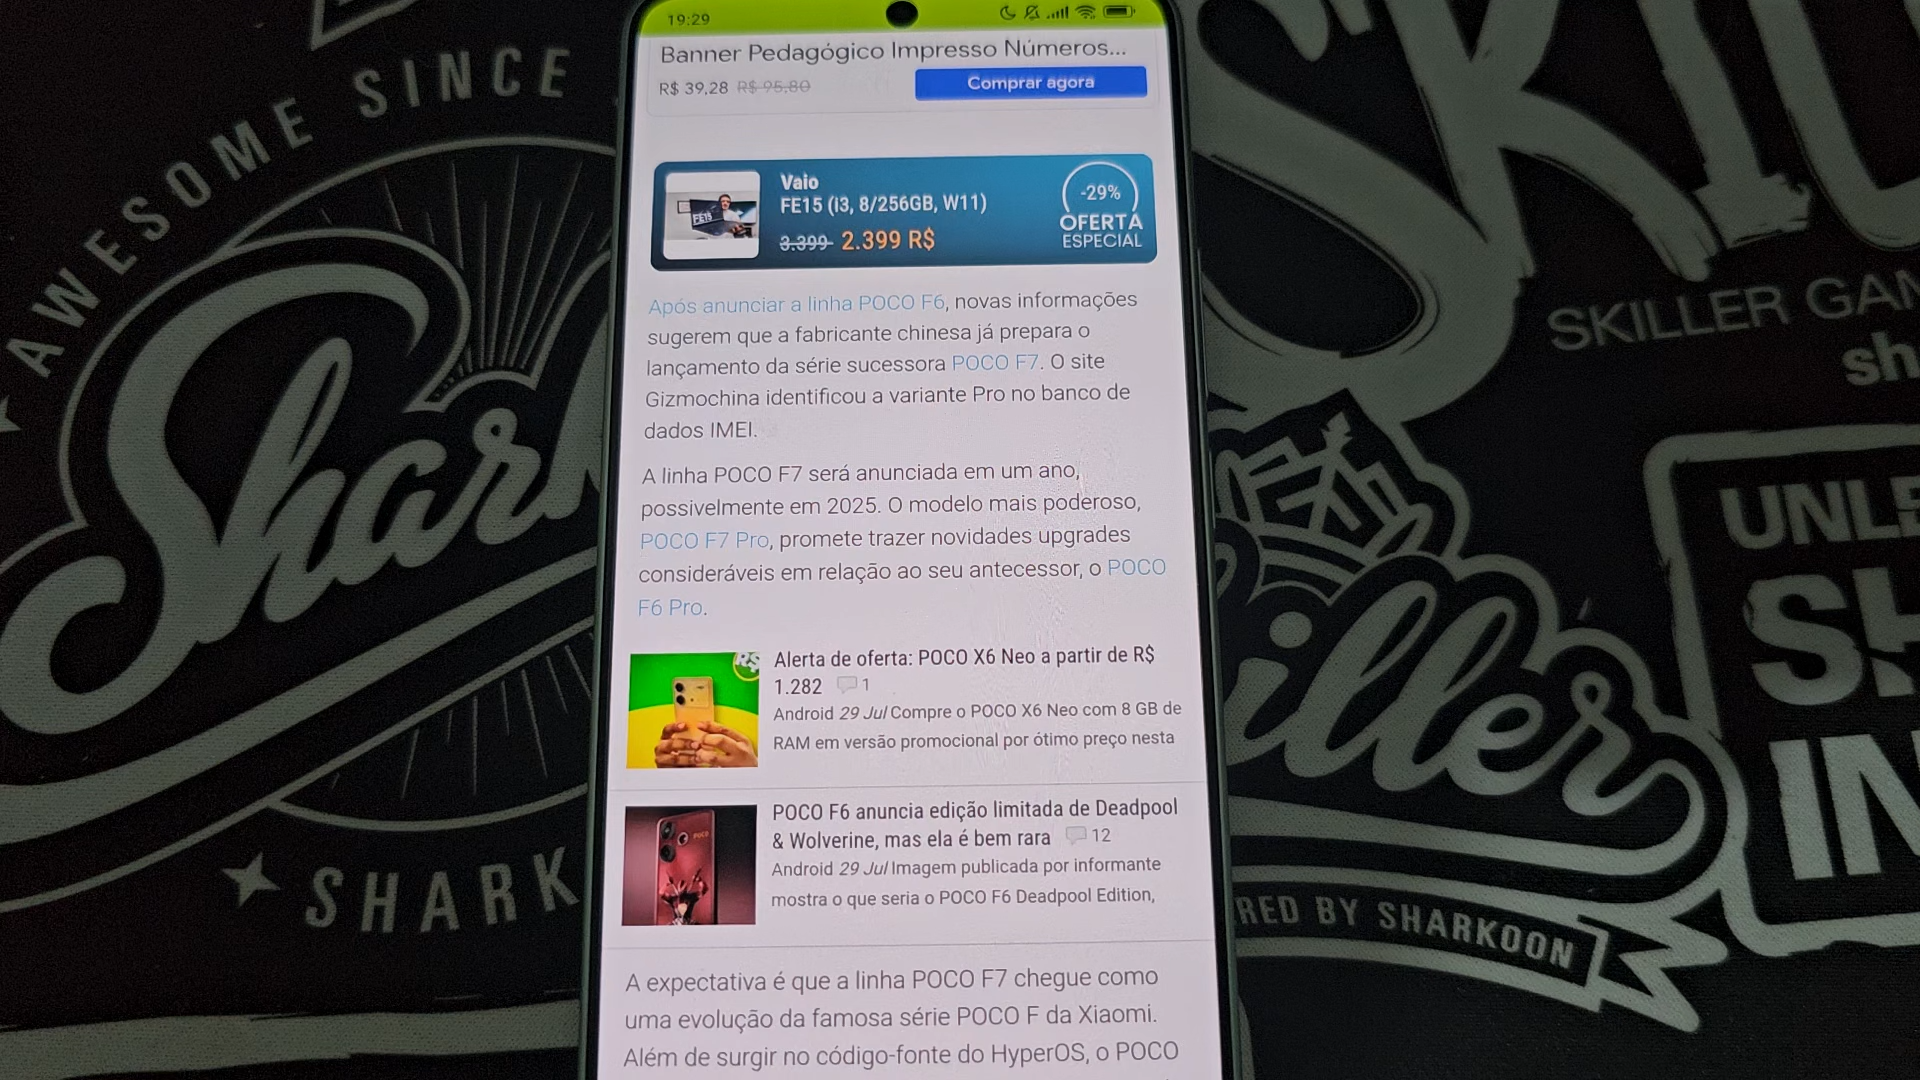 19:29
Banner Pedagógico Impresso Números...
R$ 39,28 R$ 95,80
Comprar agora
Vaio
FE15 (i3, 8/256GB, W11)
3.399- 2.399 R$
-29%
OFERTA
ESPECIAL
FE15
Após anunciar a linha POCO F6, novas informações
sugerem que a fabricante chinesa já prepara o
lançamento da série sucessora POCO F7. O site
Gizmochina identificou a variante Pro no banco de
dados IMEI.
A linha POCO F7 será anunciada em um ano,
possivelmente em 2025. O modelo mais poderoso,
POCO F7 Pro, promete trazer novidades upgrades
consideráveis em relação ao seu antecessor, o POCO
F6 Pro.
R$
Alerta de oferta: POCO X6 Neo a partir de R$
1.282 1
Android 29 Jul Compre o POCO X6 Neo com 8 GB de
RAM em versão promocional por ótimo preço nesta
POCO
POCO F6 anuncia edição limitada de Deadpool
& Wolverine, mas ela é bem rara 12
Android 29 Jul Imagem publicada por informante
mostra o que seria o POCO F6 Deadpool Edition,
A expectativa é que a linha POCO F7 chegue como
uma evolução da famosa série POCO F da Xiaomi.
Além de surgir no código-fonte do HyperOS, o POCO
AWESOME SINCE
Shark
SHARK
SKIL
SKILLER GAM
sh
Skiller
RED BY SHARKOON
UNLE
SH
IN